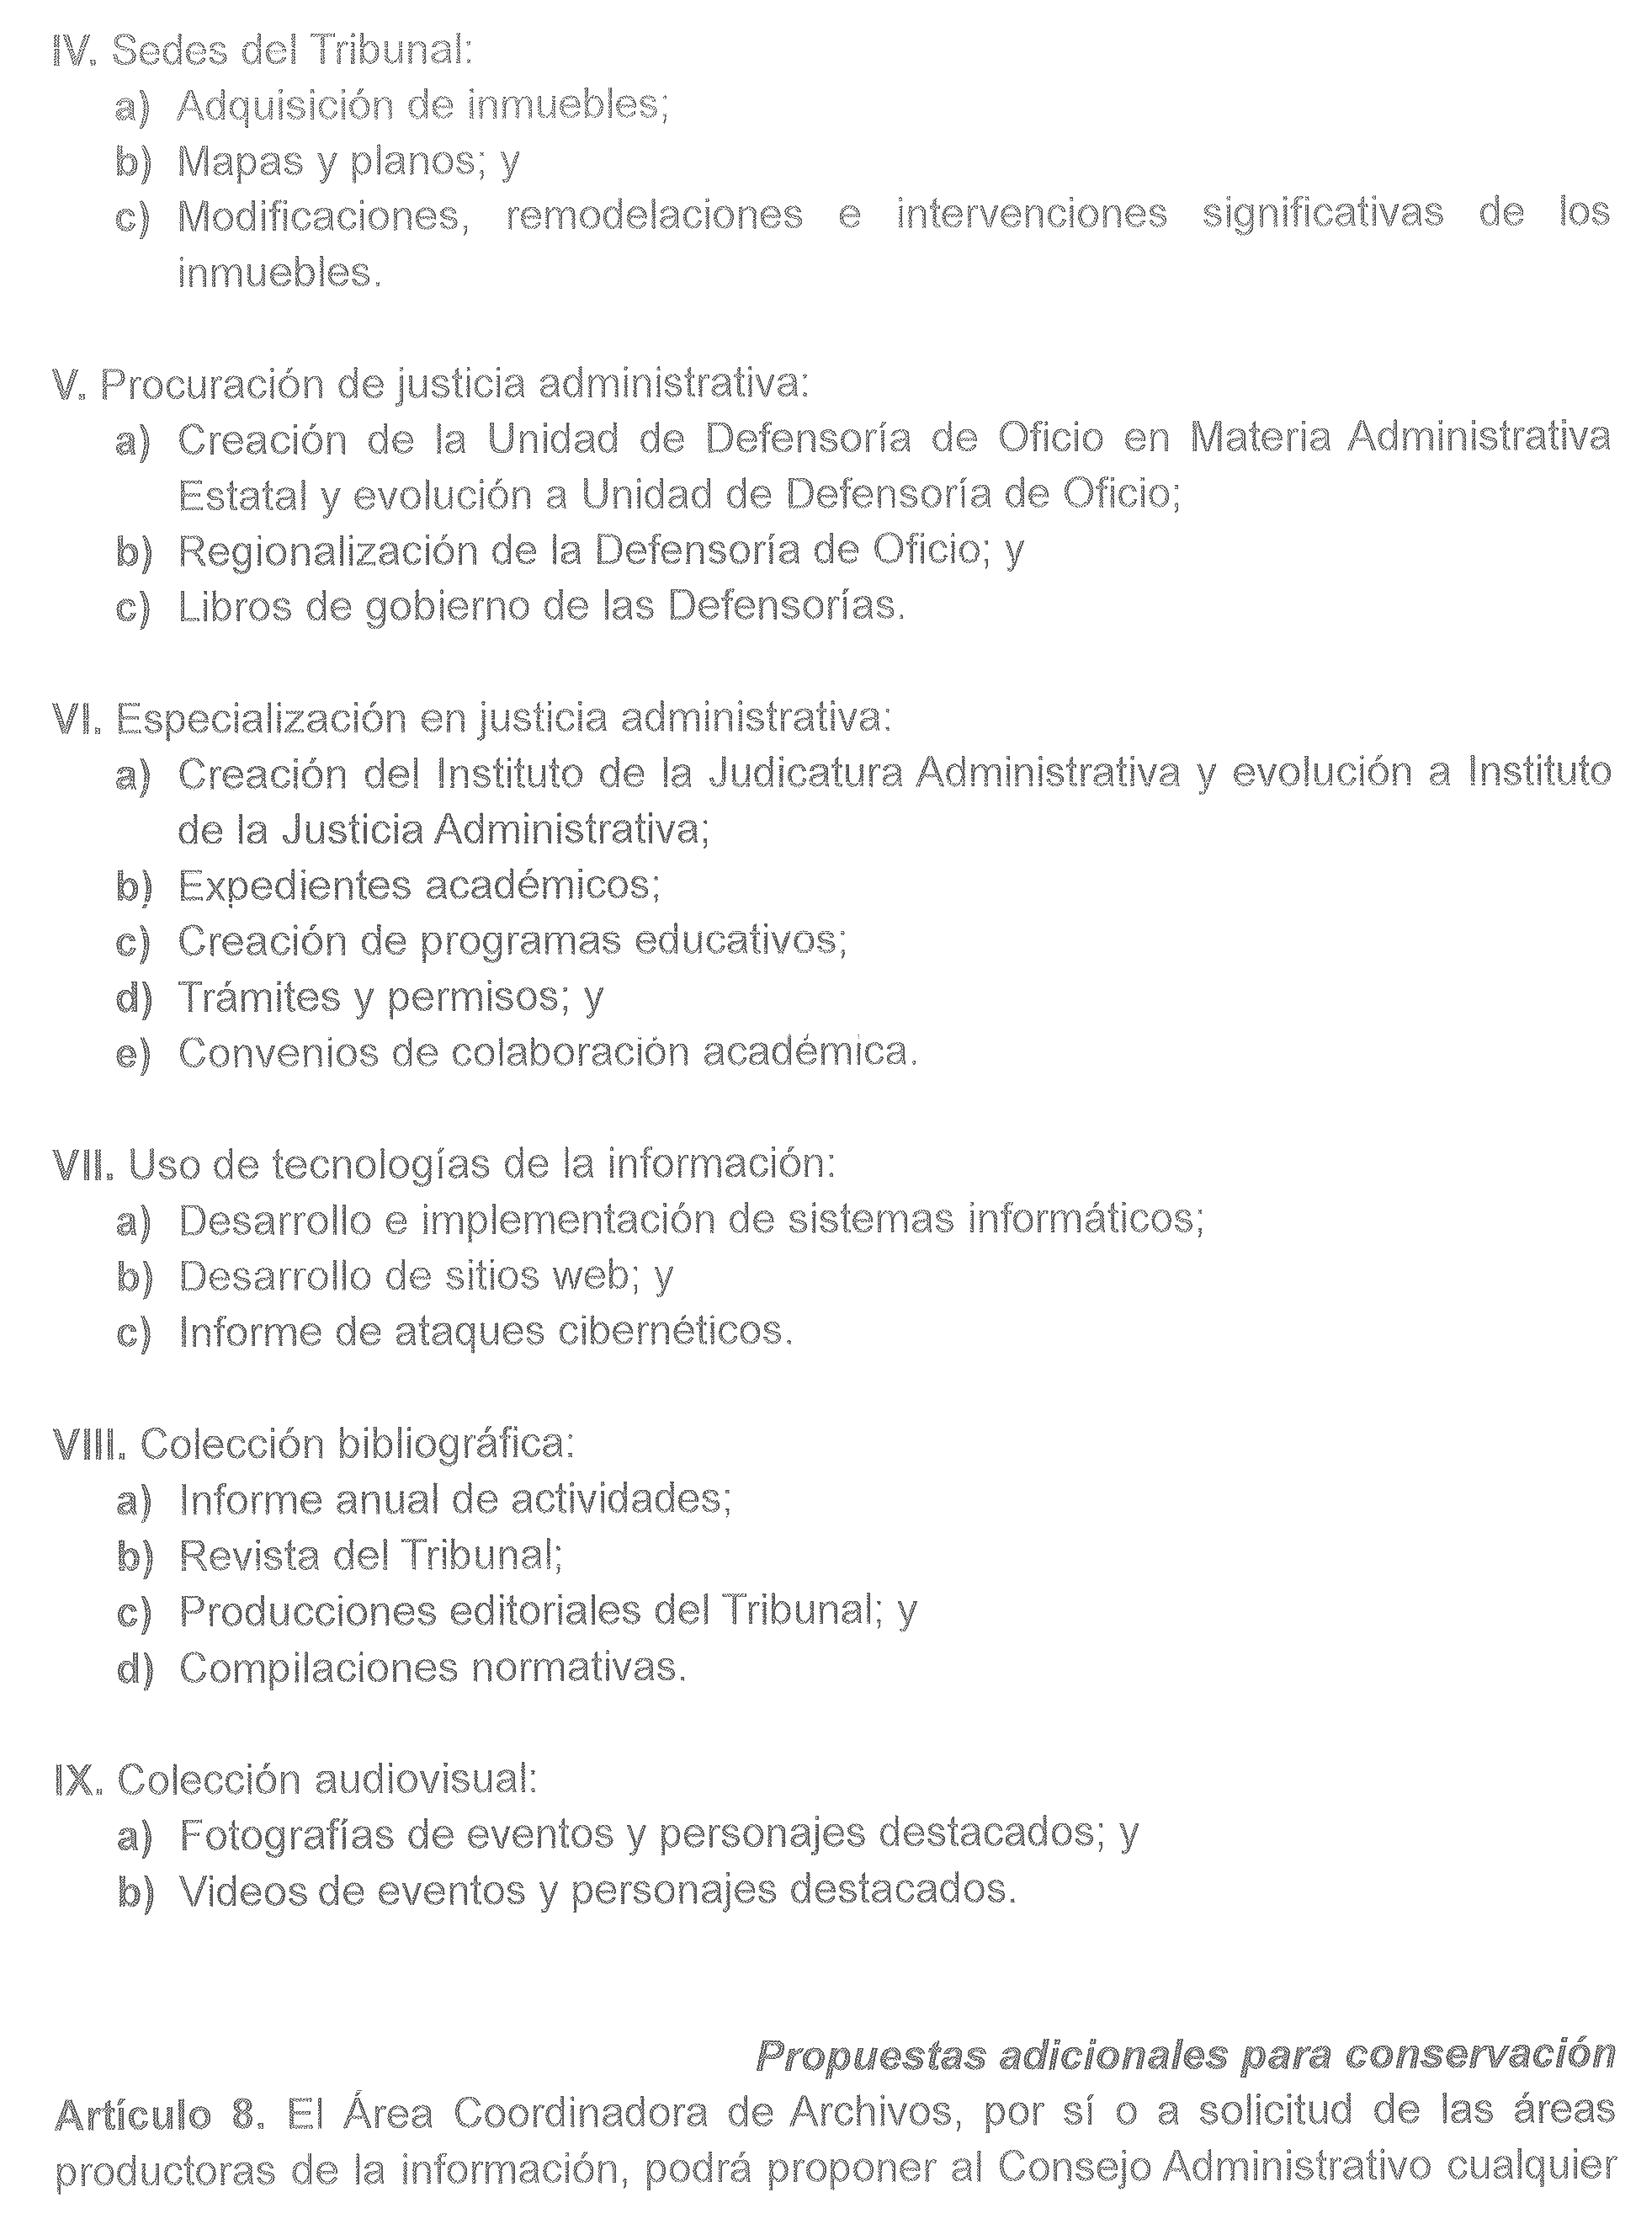 IV. Sedes del Tribunal:
a) Adquisición de inmuebles;
b) Mapas y planos; y
c) Modificaciones, remodelaciones e intervenciones significativas de los
inmuebles.
V. Procuración de justicia administrativa:
a) Creación de la Unidad de Defensoría de Oficio en Materia Administrativa
Estatal y evolución a Unidad de Defensoría de Oficio;
b) Regionalización de la Defensoría de Oficio; y
c) Libros de gobierno de las Defensorías.
VI. Especialización en justicia administrativa:
a) Creación del Instituto de la Judicatura Administrativa y evolución a Instituto
de la Justicia Administrativa;
b) Expedientes académicos;
c) Creación de programas educativos;
d) Trámites y permisos; y
e) Convenios de colaboración académica.
VII. Uso de tecnologías de la información:
a) Desarrollo e implementación de sistemas informáticos;
b) Desarrollo de sitios web; y
c) Informe de ataques cibernéticos.
VIII. Colección bibliográfica:
a) Informe anual de actividades;
b) Revista del Tribunal;
c) Producciones editoriales del Tribunal; y
d) Compilaciones normativas.
IX. Colección audiovisual:
a) Fotografías de eventos y personajes destacados; y
b) Videos de eventos y personajes destacados.
Propuestas adicionales para conservación
Artículo 8. El Área Coordinadora de Archivos, por sí o a solicitud de las áreas
productoras de la información, podrá proponer al Consejo Administrativo cualquier